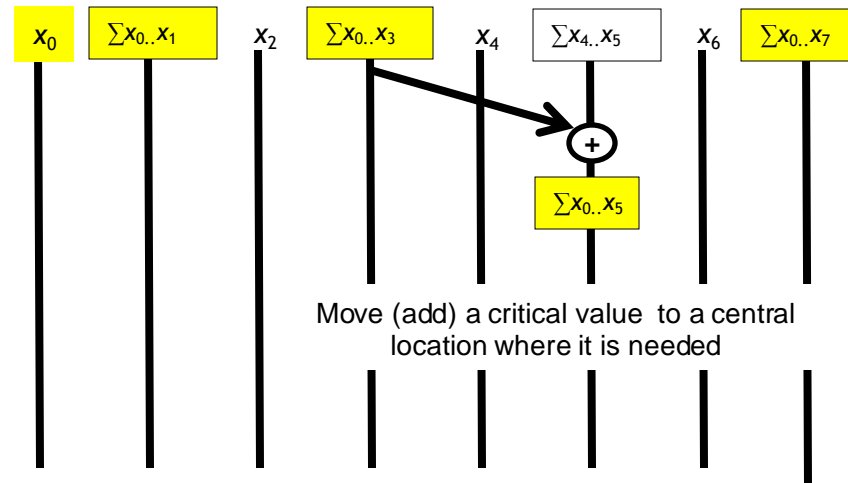 x₀ ∑x₀..x₁ x₂ ∑x₀..x₃ x₄ ∑x₄..x₅ x₆ ∑x₀..x₇
+
∑x₀..x₅
Move (add) a critical value to a central
location where it is needed